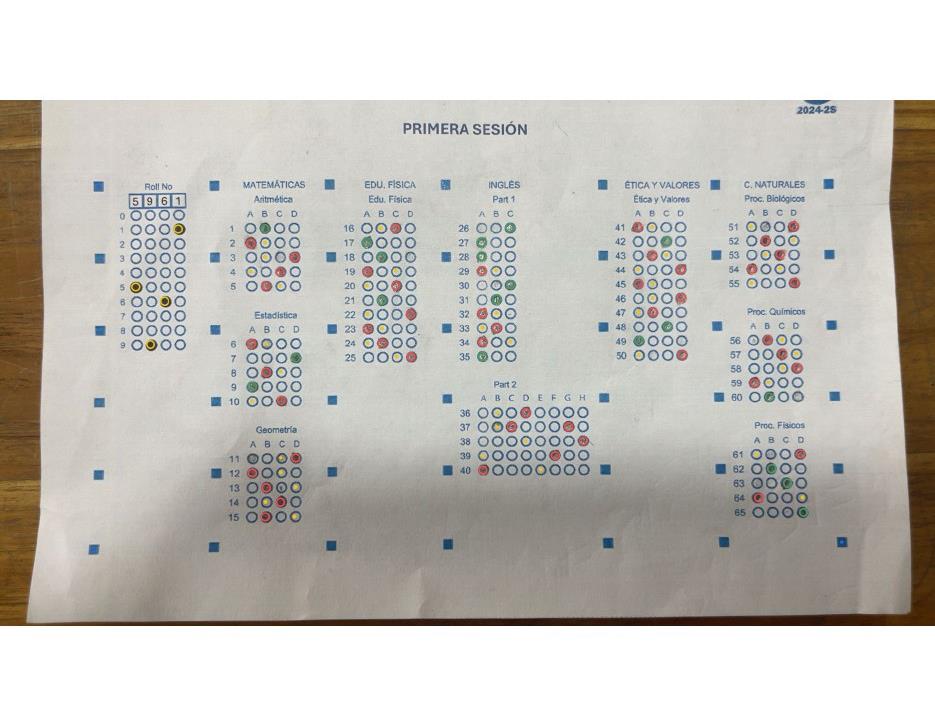 2024-2S
PRIMERA SESIÓN
Roll No
5 9 6 1
0
1
2
3
4
5
6
7
8
9
MATEMÁTICAS
Aritmética
A B C D
1
2
3
4
5
Estadística
A B C D
6
7
8
9
10
Geometría
A B C D
11
12
13
14
15
EDU. FÍSICA
Edu. Física
A B C D
16
17
18
19
20
21
22
23
24
25
INGLÉS
Part 1
A B C
26
27
28
29
30
31
32
33
34
35
Part 2
A B C D E F G H
36
37
38
39
40
ÉTICA Y VALORES
Ética y Valores
A B C D
41
42
43
44
45
46
47
48
49
50
C. NATURALES
Proc. Biológicos
A B C D
51
52
53
54
55
Proc. Químicos
A B C D
56
57
58
59
60
Proc. Físicos
A B C D
61
62
63
64
65